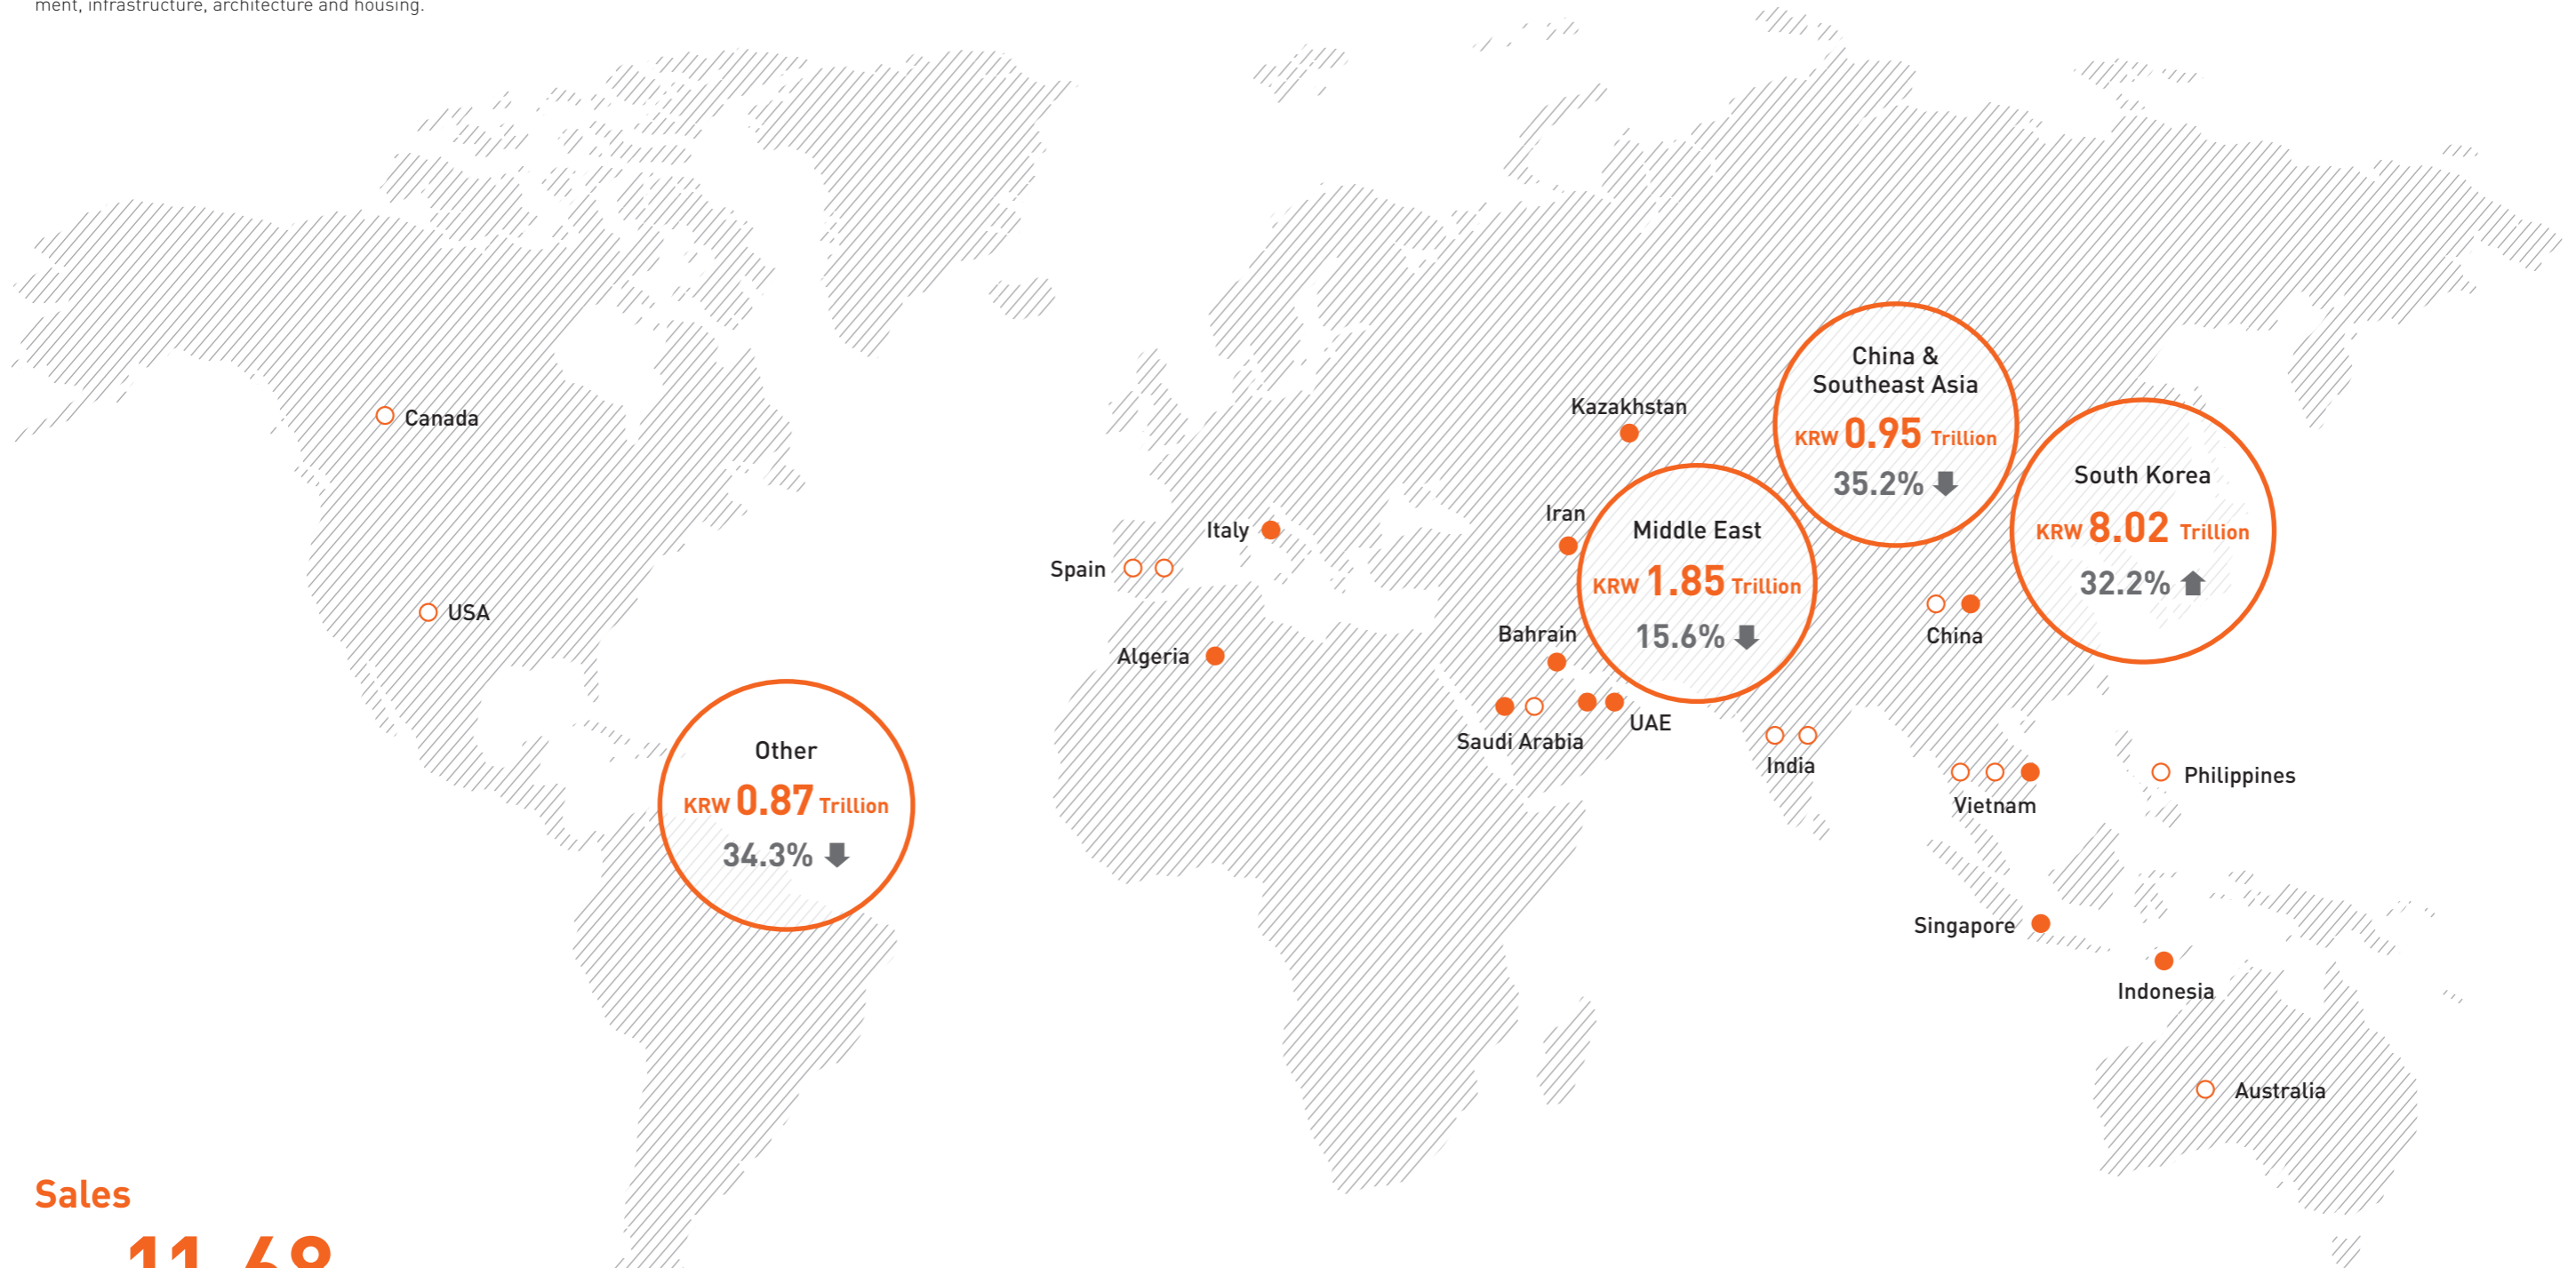 ment, infrastructure, architecture and housing.
China &
Southeast Asia
KRW 0.95 Trillion
35.2%
Kazakhstan
Canada
South Korea
KRW 8.02 Trillion
32.2%
Iran
Middle East
KRW 1.85 Trillion
15.6%
Italy
Spain
USA
China
Bahrain
Algeria
UAE
Saudi Arabia
India
Other
KRW 0.87 Trillion
34.3%
Philippines
Vietnam
Singapore
Indonesia
Australia
Sales
11.69